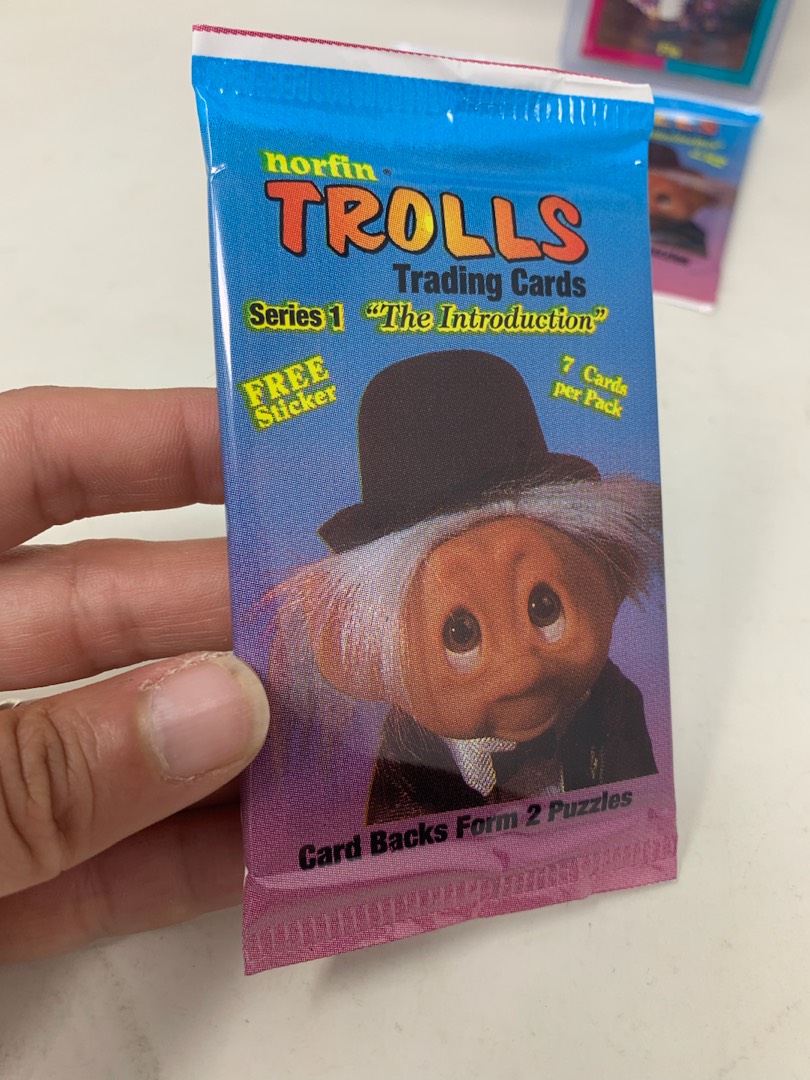 norfin
TROLLS
Trading Cards
Series 1 "The Introduction"
FREE
Sticker
7 Cards
per Pack
Card Backs Form 2 Puzzles